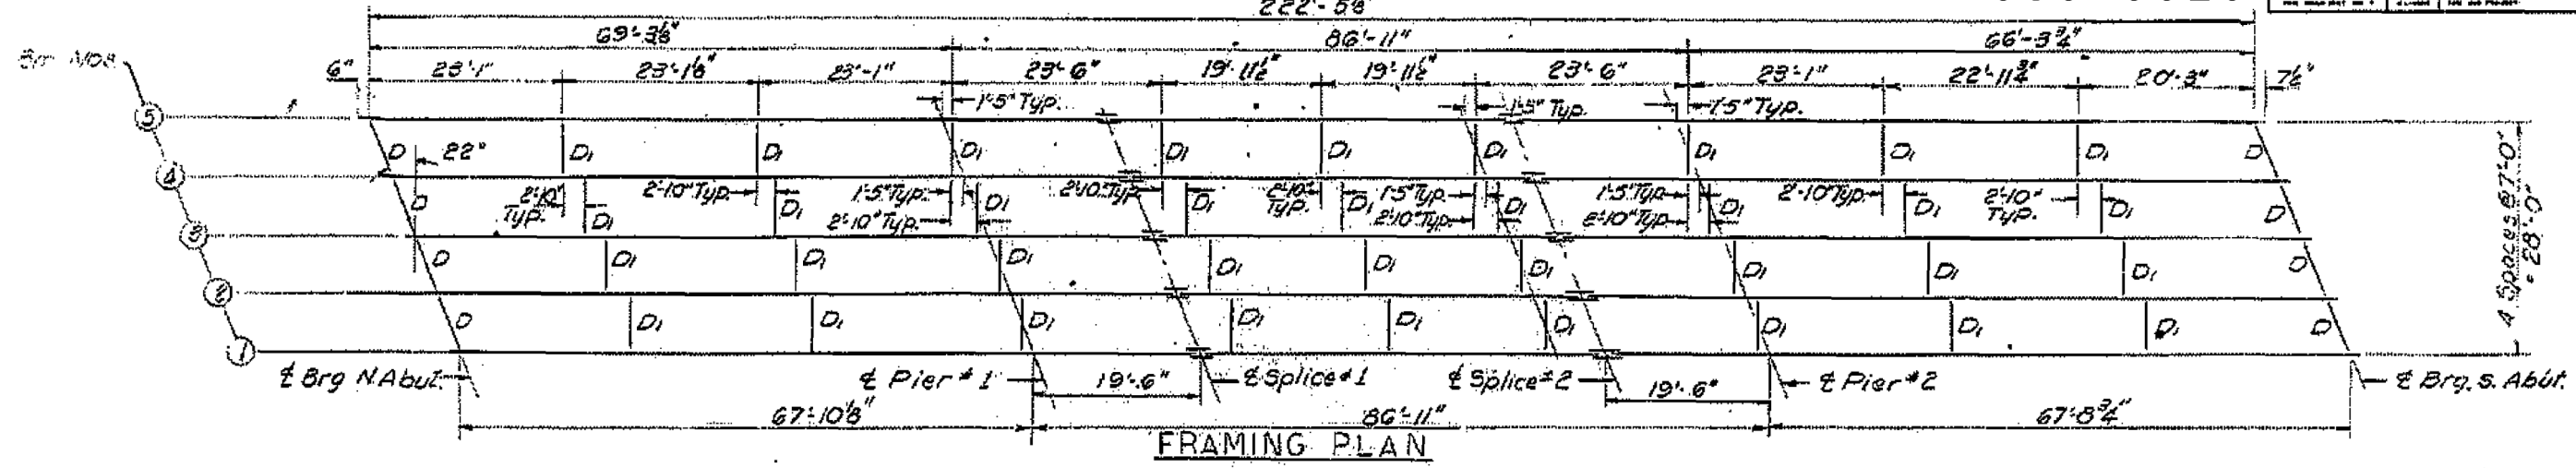 69'-3⅛" 86'-11" 66'-3¾"
6" 23'-1" 23'-1⅛" 23'-1" 23'-6" 19'-11½" 19'-11½" 23'-6" 23'-1" 22'-11¾" 20'-3" 7½"
1'-5" Typ. 1'-5" Typ. 1'-5" Typ.
5
D 22" D1 D1 D1 D1 D1 D1 D1 D1 D1 D
4
2'-10" Typ. 2'-10" Typ. 1'-5" Typ. 2'-10" Typ. 2'-10" Typ. 2'-10" Typ. 1'-5" Typ. 2'-10" Typ. 1'-5" Typ. 2'-10" Typ. 2'-10" Typ. 2'-10" Typ.
D D1 D1 D1 D1 D1 D1 D1 D1 D1 D
3
D D1 D1 D1 D1 D1 D1 D1 D1 D1 D
2
D D1 D1 D1 D1 D1 D1 D1 D1 D1 D
1
4 Spaces @ 7'-0"
= 28'-0"
℄ Brg N. Abut. ℄ Pier #1 19'-6" ℄ Splice #1 ℄ Splice #2 19'-6" ℄ Pier #2 ℄ Brg. S. Abut.
67'-10⅛" 86'-11" 67'-8¾"
FRAMING PLAN